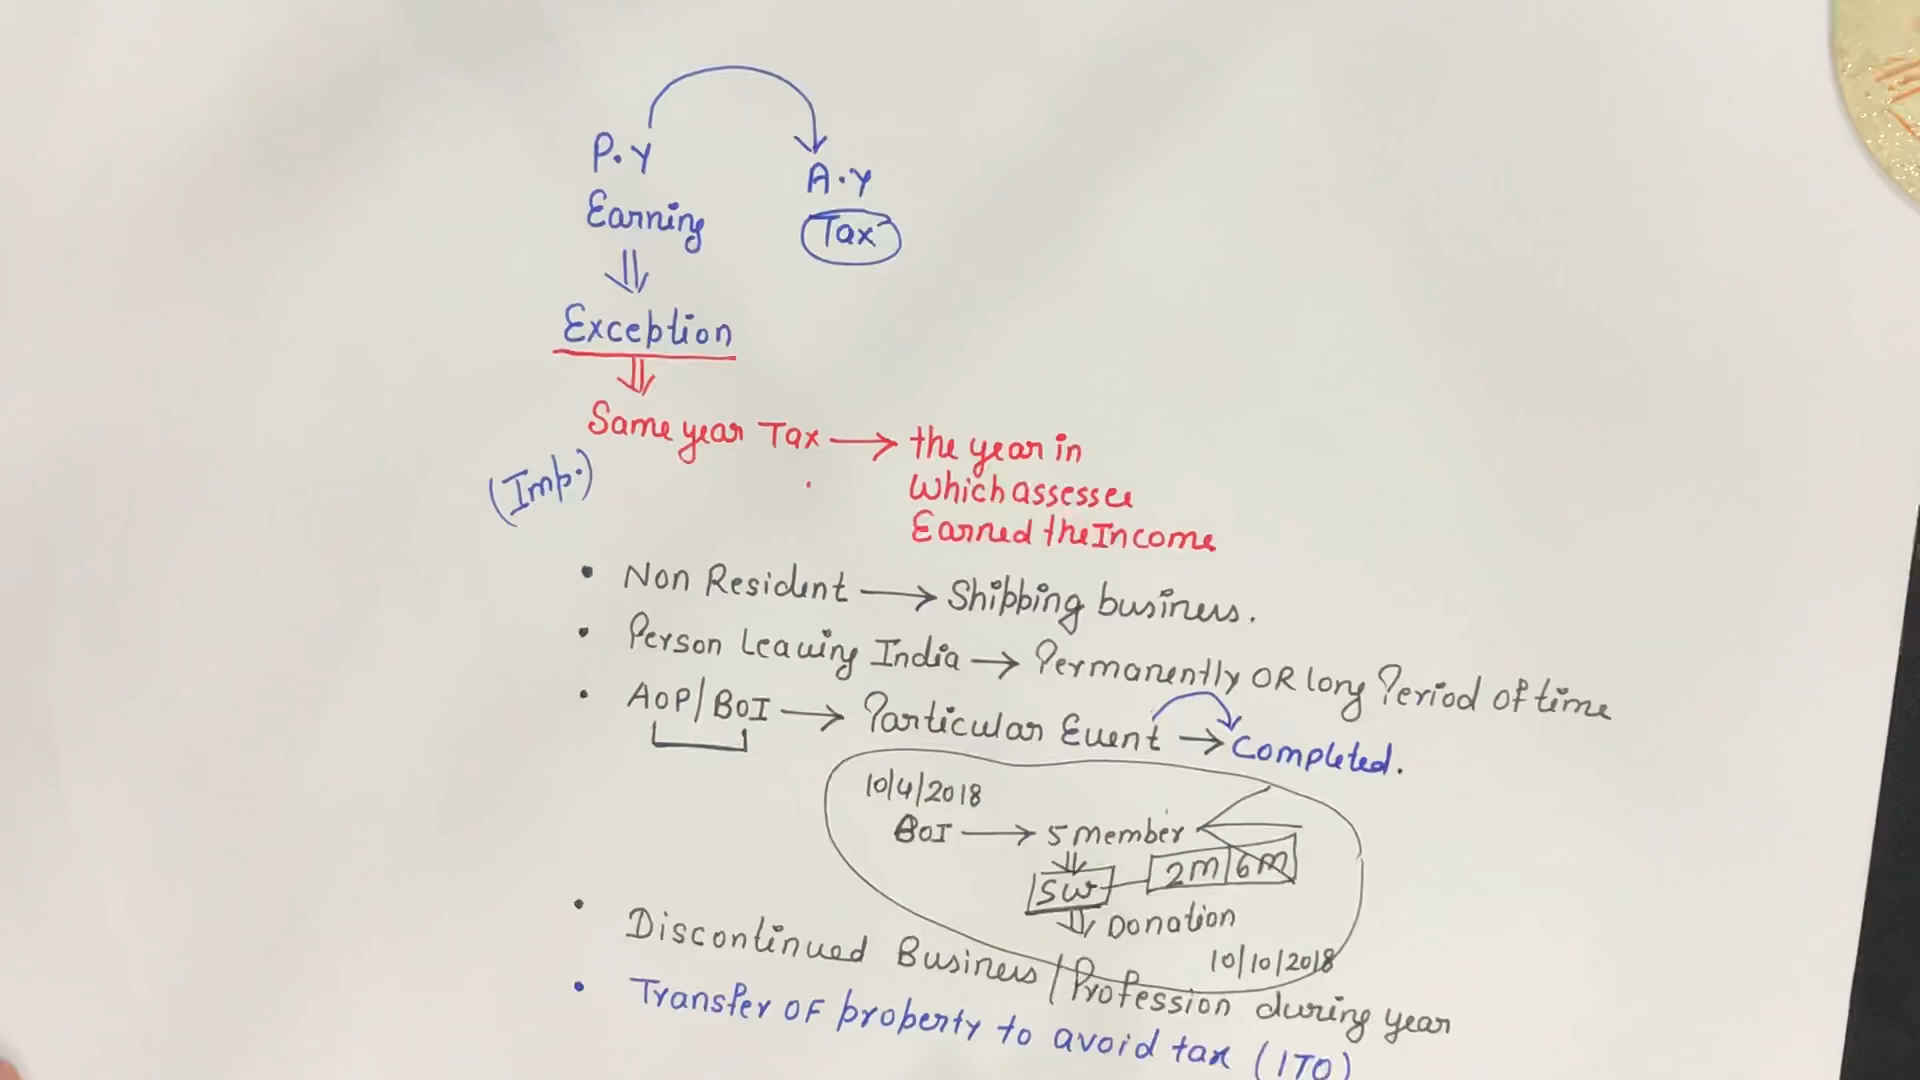 P.Y
A.Y
Earning
Tax
Exception
Same year Tax → the year in
which assessee
Earned the Income
(Imp.)
• Non Resident → Shipping business.
• Person Leaving India → Permanently OR long Period of time
• AOP/BOI → Particular Event → Completed.
10/4/2018
BOI → 5 member
SW 2M 6M
Donation
10/10/2018
• Discontinued Business/Profession during year
• Transfer OF property to avoid tax (ITO)